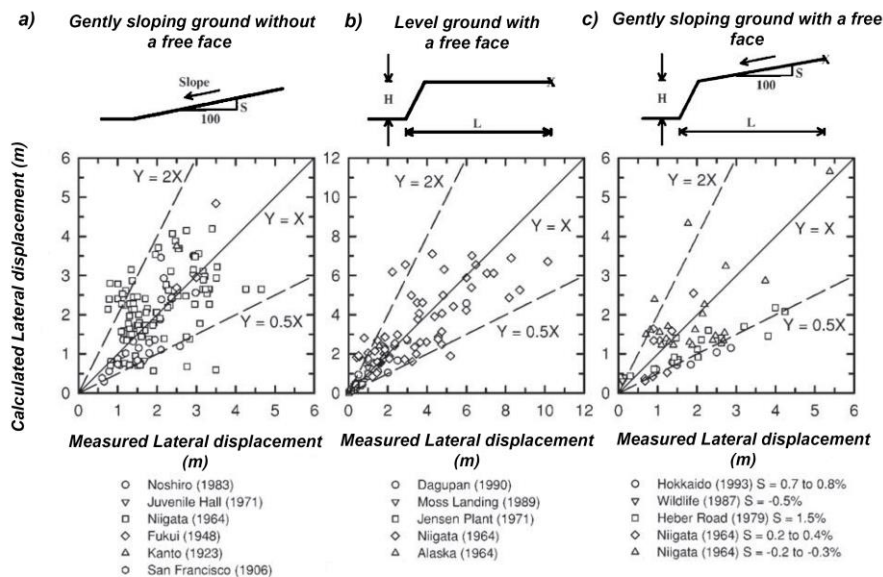 a)
Gently sloping ground without
a free face
Slope
S
100
b)
Level ground with
a free face
H
L
X
c)
Gently sloping ground with a free
face
H
S
100
L
X
Calculated Lateral displacement (m)
6
5
4
3
2
1
0
0 1 2 3 4 5 6
Y = 2X
Y = X
Y = 0.5X
Measured Lateral displacement
(m)
12
10
8
6
4
2
0
0 2 4 6 8 10 12
Y = 2X
Y = X
Y = 0.5X
Measured Lateral displacement
(m)
6
5
4
3
2
1
0
0 1 2 3 4 5 6
Y = 2X
Y = X
Y = 0.5X
Measured Lateral displacement
(m)
Noshiro (1983)
Juvenile Hall (1971)
Niigata (1964)
Fukui (1948)
Kanto (1923)
San Francisco (1906)
Dagupan (1990)
Moss Landing (1989)
Jensen Plant (1971)
Niigata (1964)
Alaska (1964)
Hokkaido (1993) S = 0.7 to 0.8%
Wildlife (1987) S = -0.5%
Heber Road (1979) S = 1.5%
Niigata (1964) S = 0.2 to 0.4%
Niigata (1964) S = -0.2 to -0.3%